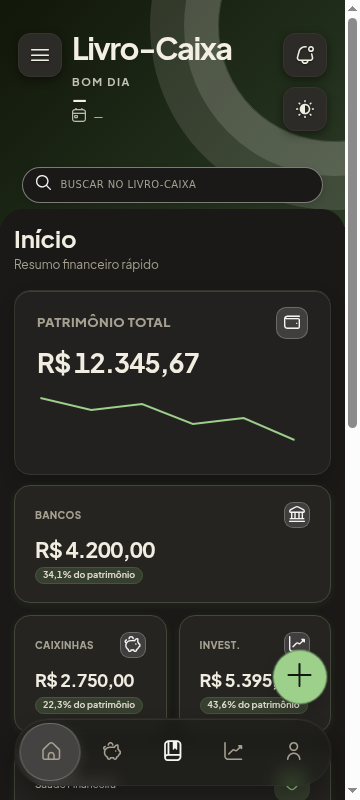 Livro-Caixa
BOM DIA
—
—
BUSCAR NO LIVRO-CAIXA
Início
Resumo financeiro rápido
PATRIMÔNIO TOTAL
R$ 12.345,67
BANCOS
R$ 4.200,00
34,1% do patrimônio
CAIXINHAS
INVEST.
R$ 2.750,00
R$ 5.395,
22,3% do patrimônio
43,6% do patrimônio